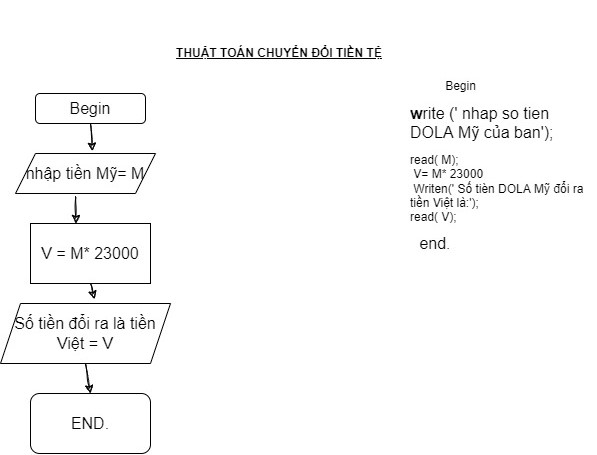 THUẬT TOÁN CHUYỂN ĐỔI TIỀN TỆ
Begin
nhập tiền Mỹ= M
V = M* 23000
Số tiền đổi ra là tiền
Việt = V
END.
Begin
write (' nhap so tien
DOLA Mỹ của ban');
read( M);
V= M* 23000
Writen(' Số tièn DOLA Mỹ đổi ra
tiền Việt là:');
read( V);
end.